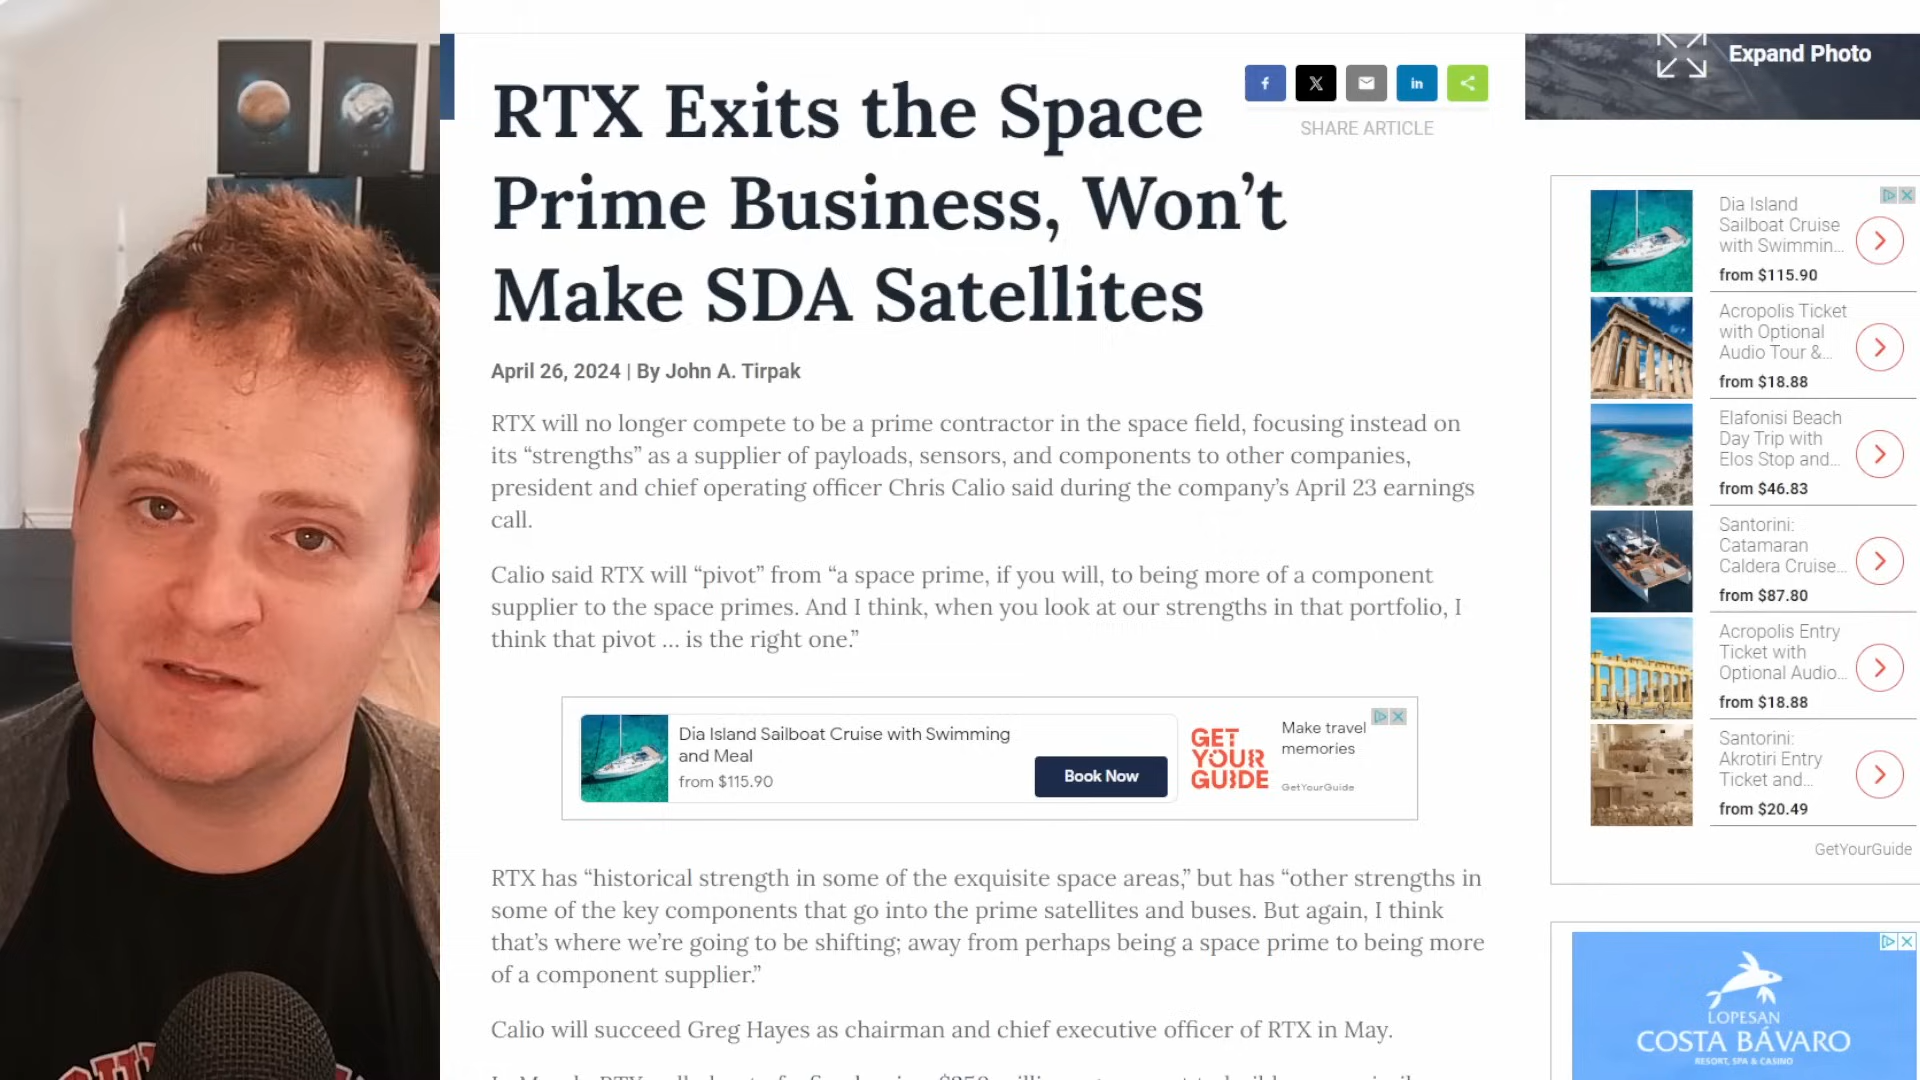 RTX Exits the Space
Prime Business, Won’t
Make SDA Satellites
SHARE ARTICLE
April 26, 2024 | By John A. Tirpak
RTX will no longer compete to be a prime contractor in the space field, focusing instead on
its “strengths” as a supplier of payloads, sensors, and components to other companies,
president and chief operating officer Chris Calio said during the company’s April 23 earnings
call.
Calio said RTX will “pivot” from “a space prime, if you will, to being more of a component
supplier to the space primes. And I think, when you look at our strengths in that portfolio, I
think that pivot … is the right one.”
Dia Island Sailboat Cruise with Swimming
and Meal
from $115.90
Book Now
GET
YOUR
GUIDE
Make travel
memories
GetYourGuide
RTX has “historical strength in some of the exquisite space areas,” but has “other strengths in
some of the key components that go into the prime satellites and buses. But again, I think
that’s where we’re going to be shifting; away from perhaps being a space prime to being more
of a component supplier.”
Calio will succeed Greg Hayes as chairman and chief executive officer of RTX in May.
Expand Photo
Dia Island
Sailboat Cruise
with Swimmin...
from $115.90
Acropolis Ticket
with Optional
Audio Tour &...
from $18.88
Elafonisi Beach
Day Trip with
Elos Stop and...
from $46.83
Santorini:
Catamaran
Caldera Cruise...
from $87.80
Acropolis Entry
Ticket with
Optional Audio...
from $18.88
Santorini:
Akrotiri Entry
Ticket and...
from $20.49
GetYourGuide
LOPESAN
COSTA BÁVARO
RESORT, SPA & CASINO